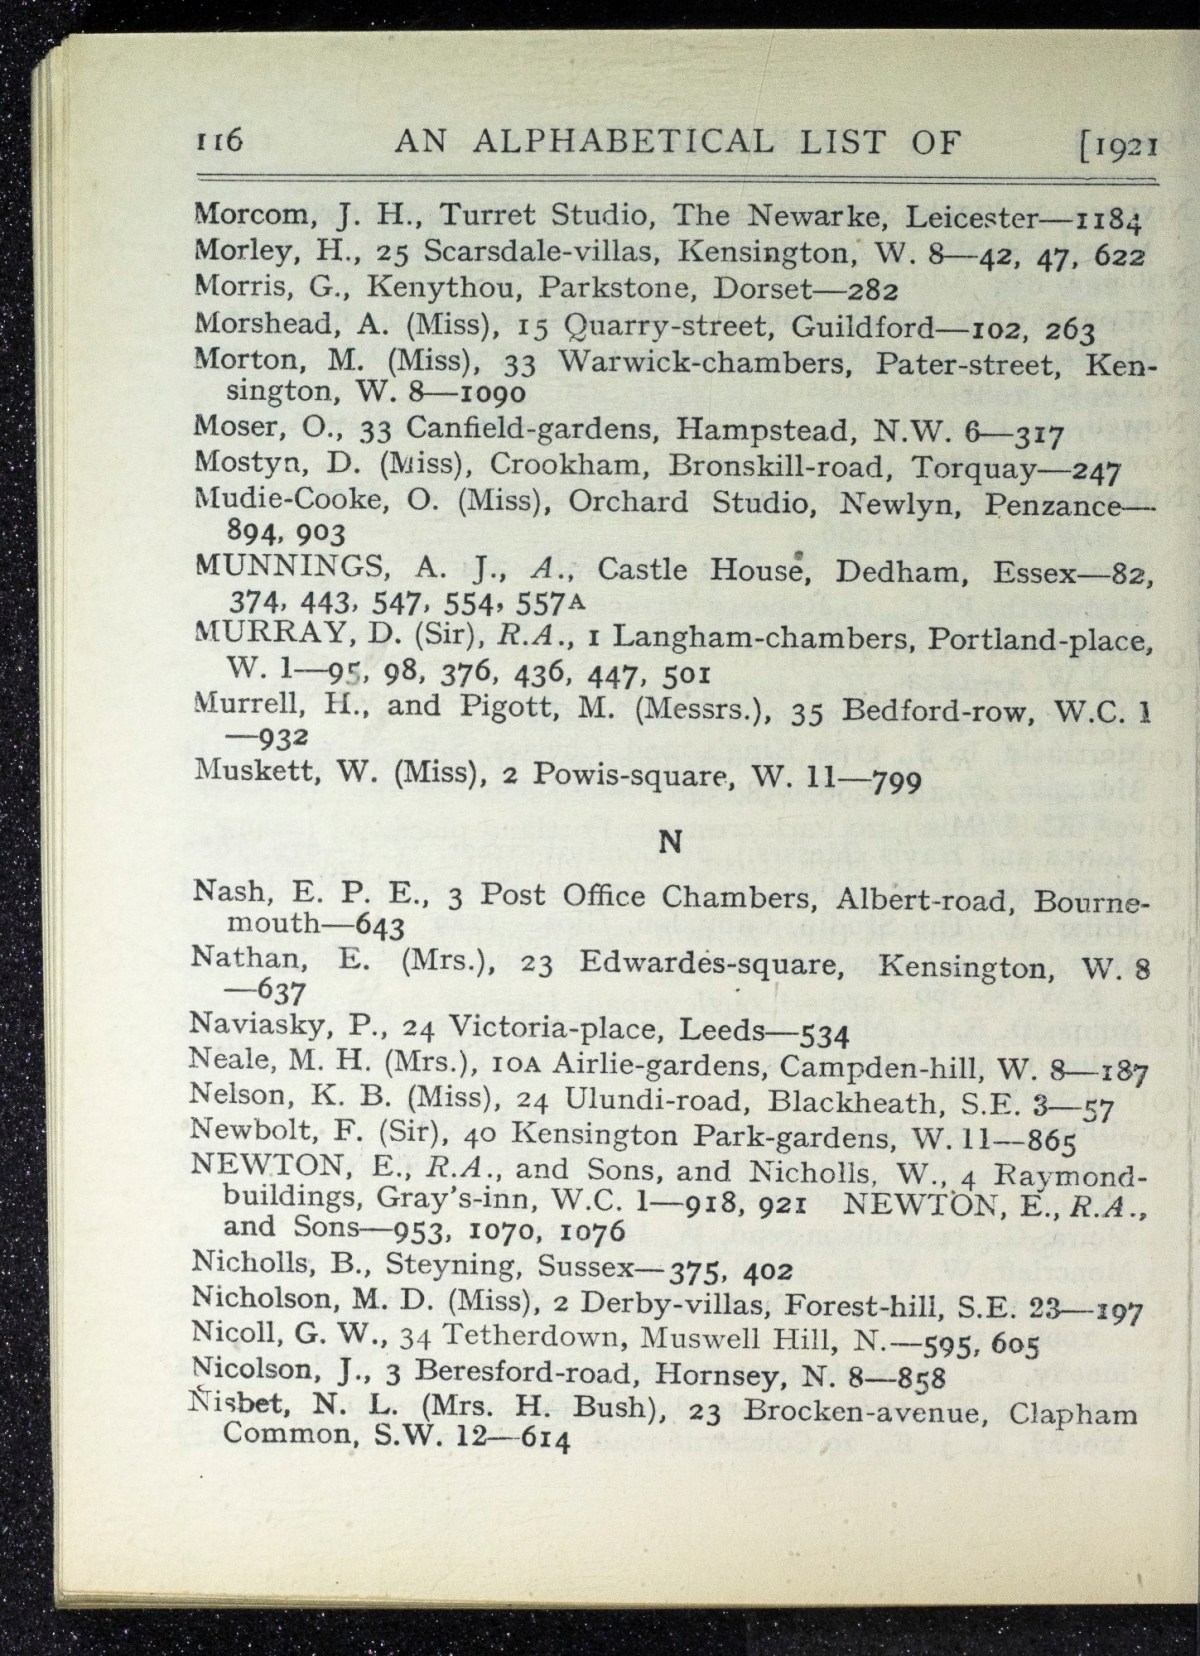 116 AN ALPHABETICAL LIST OF [1921
Morcom, J. H., Turret Studio, The Newarke, Leicester—1184
Morley, H., 25 Scarsdale-villas, Kensington, W. 8—42, 47, 622
Morris, G., Kenythou, Parkstone, Dorset—282
Morshead, A. (Miss), 15 Quarry-street, Guildford—102, 263
Morton, M. (Miss), 33 Warwick-chambers, Pater-street, Ken-
sington, W. 8—1090
Moser, O., 33 Canfield-gardens, Hampstead, N.W. 6—317
Mostyn, D. (Miss), Crookham, Bronskill-road, Torquay—247
Mudie-Cooke, O. (Miss), Orchard Studio, Newlyn, Penzance—
894, 903
MUNNINGS, A. J., A., Castle House, Dedham, Essex—82,
374, 443, 547, 554, 557A
MURRAY, D. (Sir), R.A., 1 Langham-chambers, Portland-place,
W. 1—95, 98, 376, 436, 447, 501
Murrell, H., and Pigott, M. (Messrs.), 35 Bedford-row, W.C. 1
—932
Muskett, W. (Miss), 2 Powis-square, W. 11—799
N
Nash, E. P. E., 3 Post Office Chambers, Albert-road, Bourne-
mouth—643
Nathan, E. (Mrs.), 23 Edwardes-square, Kensington, W. 8
—637
Naviasky, P., 24 Victoria-place, Leeds—534
Neale, M. H. (Mrs.), 10A Airlie-gardens, Campden-hill, W. 8—187
Nelson, K. B. (Miss), 24 Ulundi-road, Blackheath, S.E. 3—57
Newbolt, F. (Sir), 40 Kensington Park-gardens, W. 11—865
NEWTON, E., R.A., and Sons, and Nicholls, W., 4 Raymond-
buildings, Gray's-inn, W.C. 1—918, 921 NEWTON, E., R.A.,
and Sons—953, 1070, 1076
Nicholls, B., Steyning, Sussex—375, 402
Nicholson, M. D. (Miss), 2 Derby-villas, Forest-hill, S.E. 23—197
Nicoll, G. W., 34 Tetherdown, Muswell Hill, N.—595, 605
Nicolson, J., 3 Beresford-road, Hornsey, N. 8—858
Nisbet, N. L. (Mrs. H. Bush), 23 Brocken-avenue, Clapham
Common, S.W. 12—614